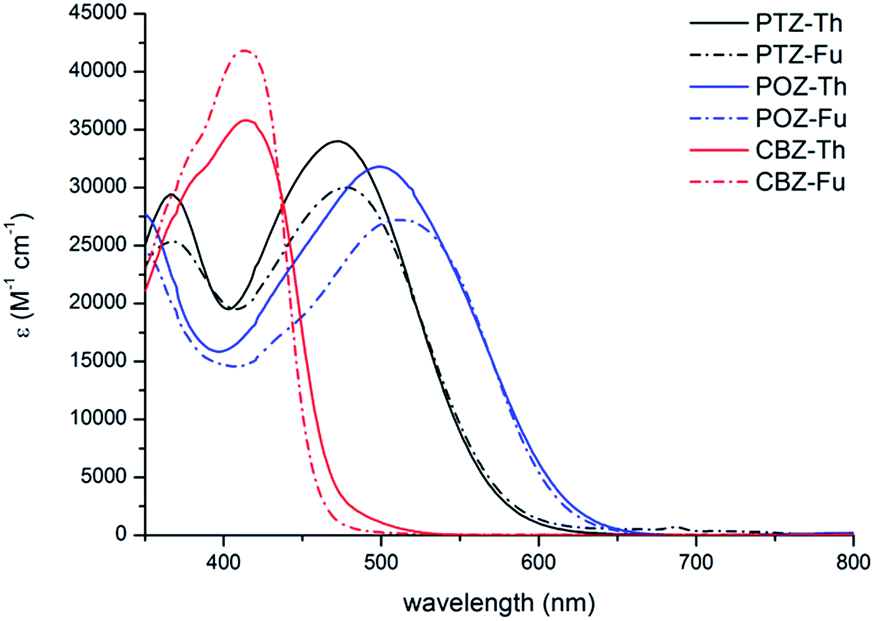 45000
40000
35000
30000
25000
20000
15000
10000
5000
0
ε (M⁻¹ cm⁻¹)
PTZ-Th
PTZ-Fu
POZ-Th
POZ-Fu
CBZ-Th
CBZ-Fu
400 500 600 700 800
wavelength (nm)